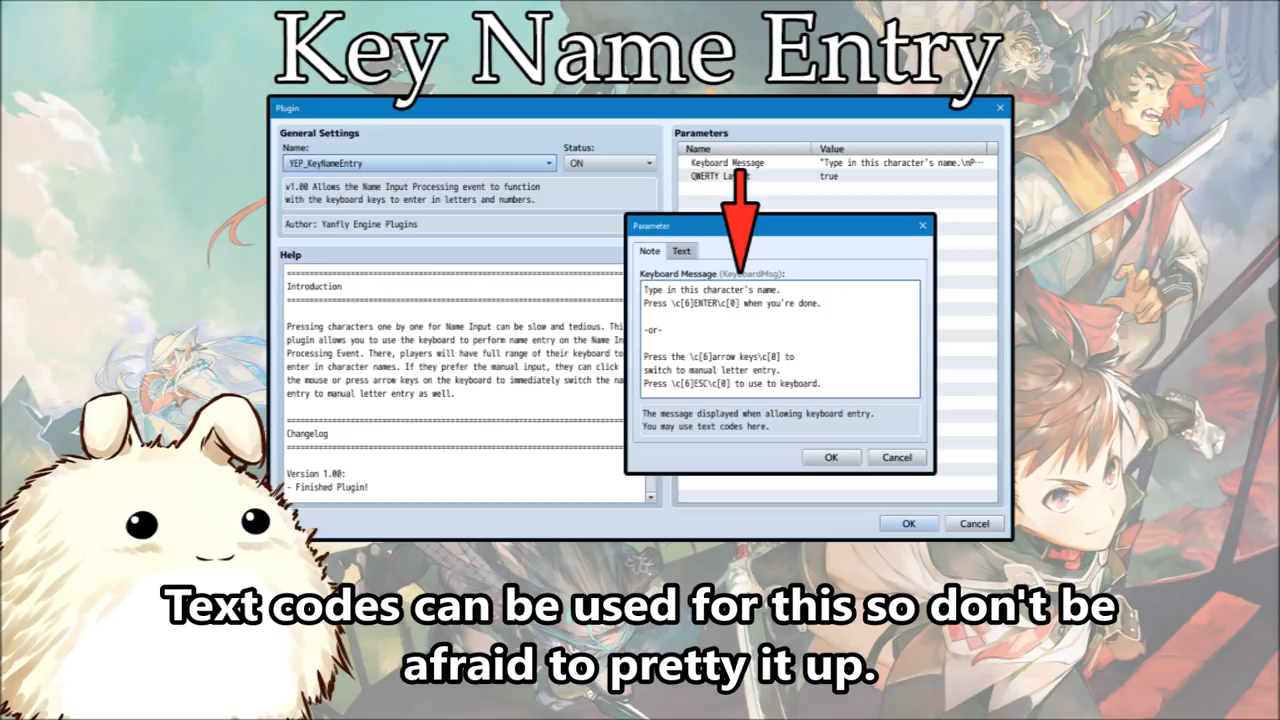 Key Name Entry
Plugin
General Settings
Name:
Status:
YEP_KeyNameEntry
ON
v1.00 Allows the Name Input Processing event to function
with the keyboard keys to enter in letters and numbers.
Author: Yanfly Engine Plugins
Help
Introduction
Pressing characters one by one for Name Input can be slow and tedious. Thi
plugin allows you to use the keyboard to perform name entry on the Name In
Processing Event. There, players will have full range of their keyboard to
enter in character names. If they prefer the manual input, they can click
the mouse or press arrow keys on the keyboard to immediately switch the na
entry to manual letter entry as well.
Changelog
Version 1.00:
- Finished Plugin!
Parameters
Name Value
Keyboard Message "Type in this character's name.\nP…
QWERTY true
Parameter
Note Text
Keyboard Message (KeyboardMsg):
Type in this character's name.
Press \c[6]ENTER\c[0] when you're done.
-or-
Press the \c[6]arrow keys\c[0] to
switch to manual letter entry.
Press \c[6]ESC\c[0] to use to keyboard.
The message displayed when allowing keyboard entry.
You may use text codes here.
OK Cancel
OK Cancel
Text codes can be used for this so don't be
afraid to pretty it up.